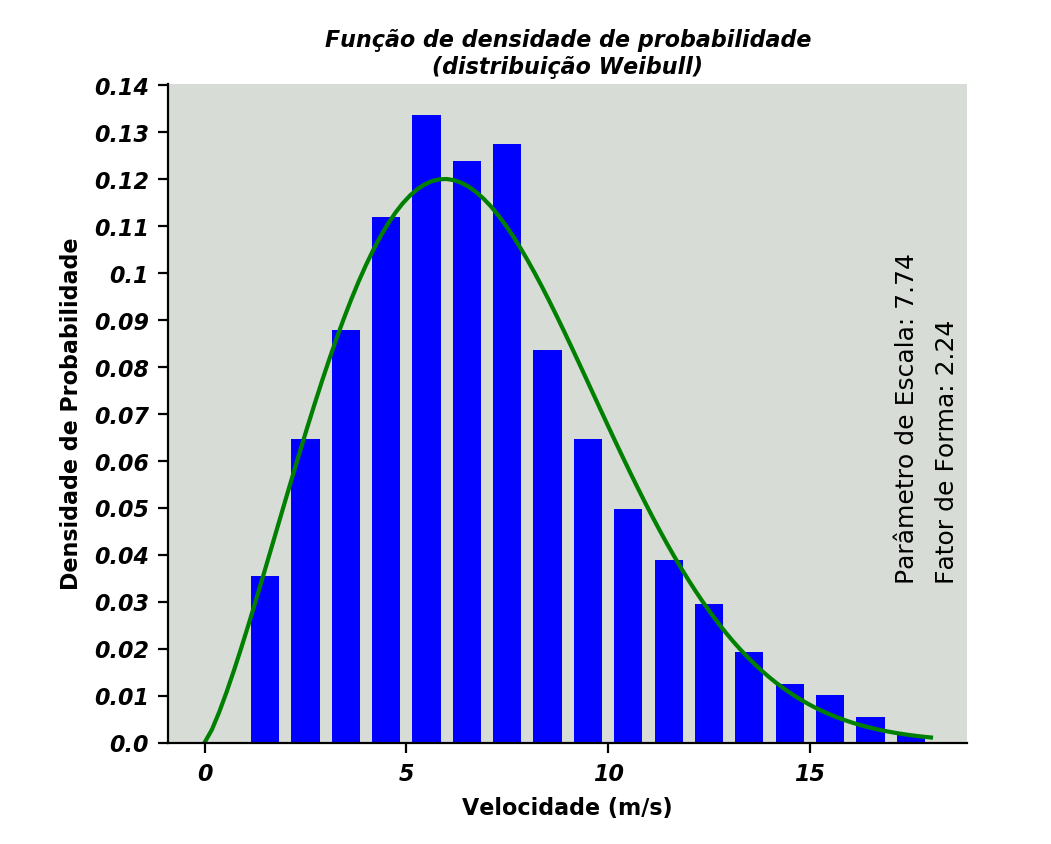 Função de densidade de probabilidade
(distribuição Weibull)
0.14
0.13
0.12
0.11
0.1
0.09
0.08
0.07
0.06
0.05
0.04
0.03
0.02
0.01
0.0
Densidade de Probabilidade
Parâmetro de Escala: 7.74
Fator de Forma: 2.24
0 5 10 15
Velocidade (m/s)